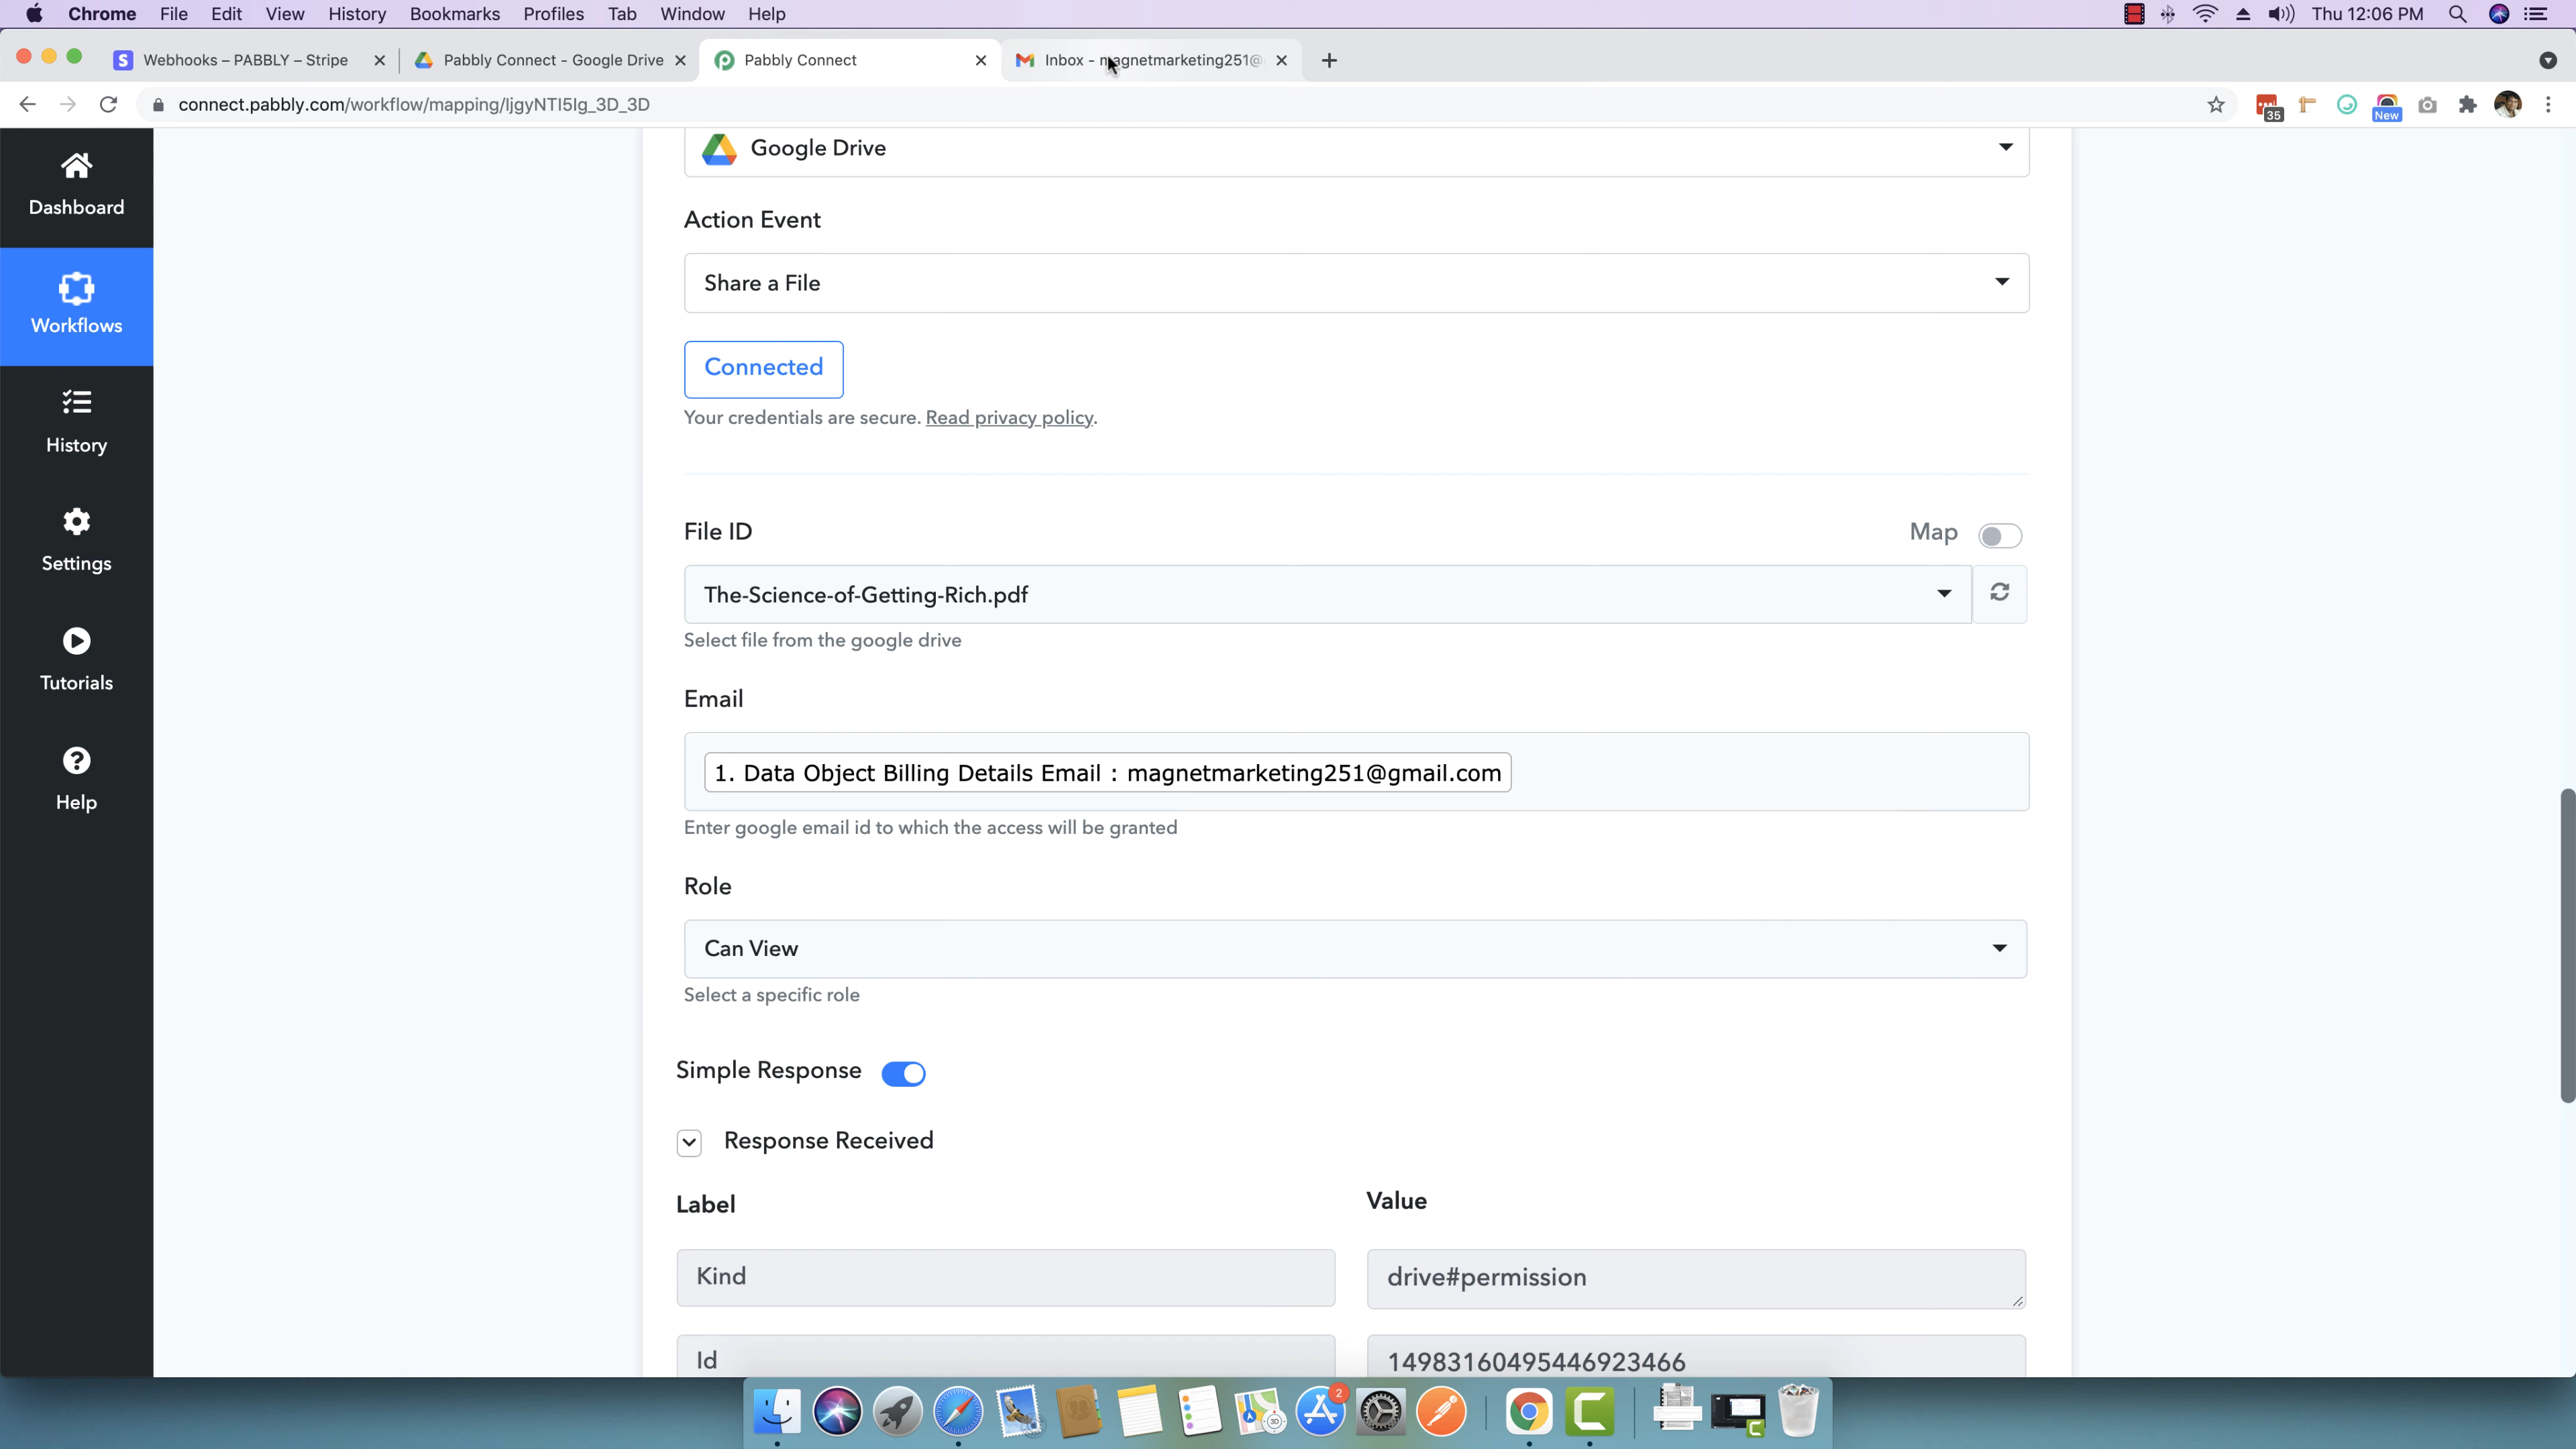 Chrome File Edit View History Bookmarks Profiles Tab Window Help Thu 12:06 PM
Webhooks – PABBLY – Stripe Pabbly Connect - Google Drive Pabbly Connect Inbox - magnetmarketing251@
connect.pabbly.com/workflow/mapping/IjgyNTI5Ig_3D_3D
35
New
Dashboard
Workflows
History
Settings
Tutorials
Help
Google Drive
Action Event
Share a File
Connected
Your credentials are secure. Read privacy policy.
File ID Map
The-Science-of-Getting-Rich.pdf
Select file from the google drive
Email
1. Data Object Billing Details Email : magnetmarketing251@gmail.com
Enter google email id to which the access will be granted
Role
Can View
Select a specific role
Simple Response
Response Received
Label Value
Kind drive#permission
Id 14983160495446923466
2
3D